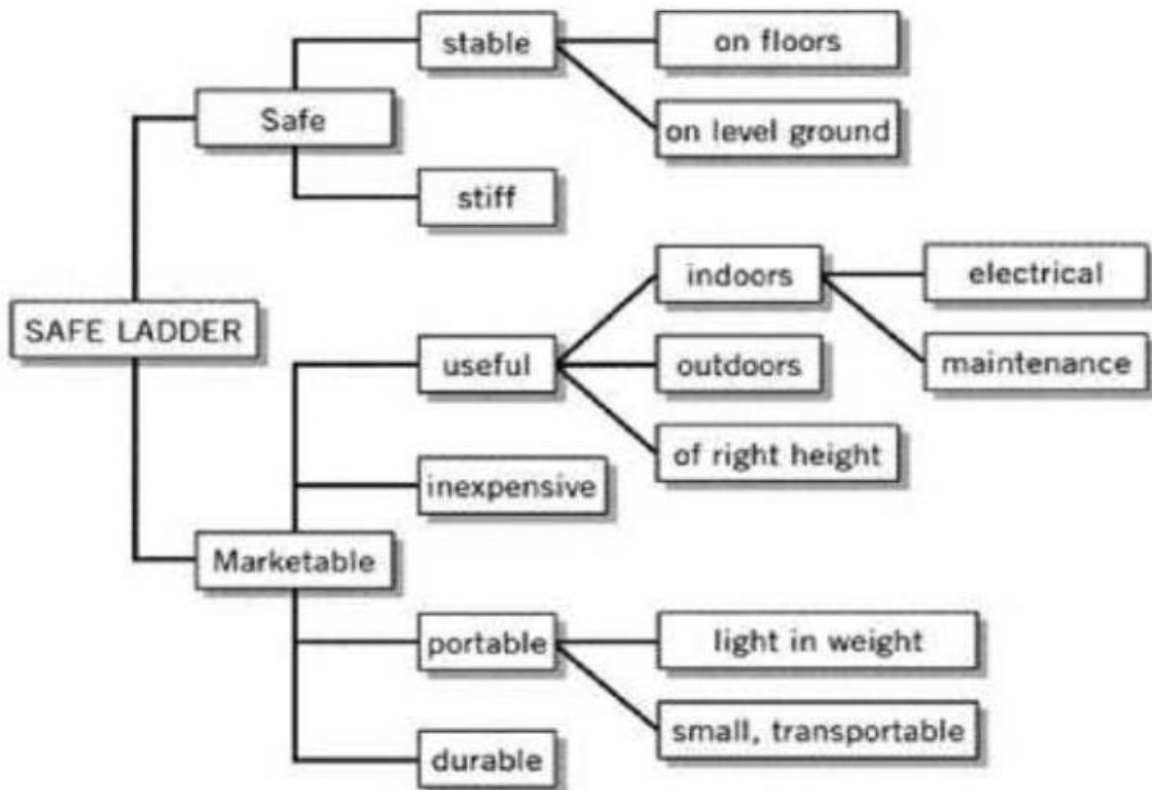 stable
on floors
Safe
on level ground
stiff
indoors
electrical
SAFE LADDER
useful
outdoors
maintenance
of right height
inexpensive
Marketable
portable
light in weight
small, transportable
durable